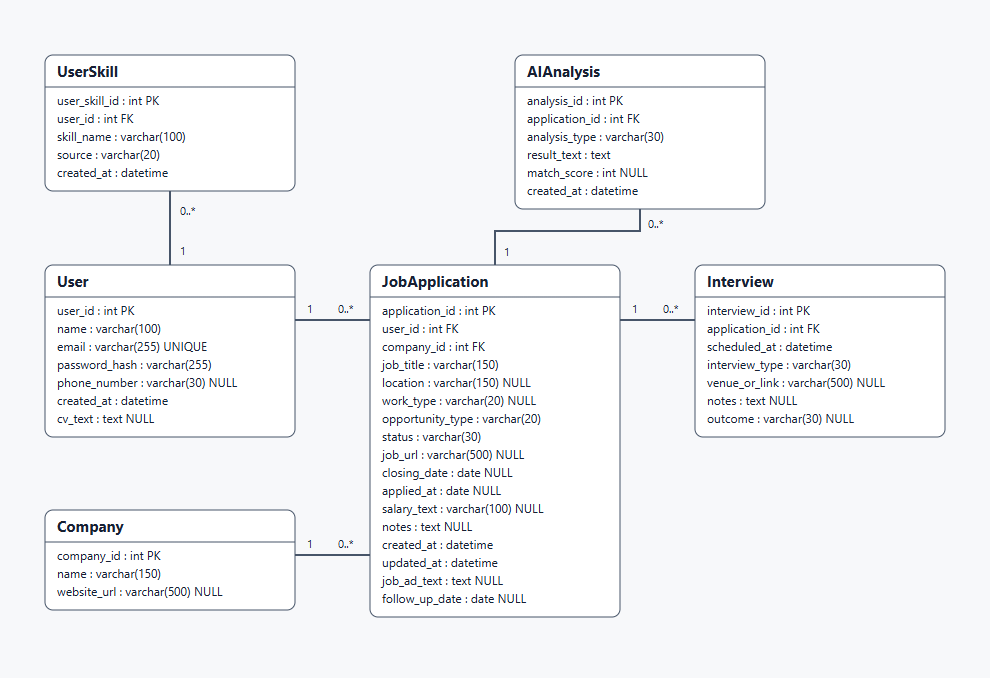 UserSkill
user_skill_id : int PK
user_id : int FK
skill_name : varchar(100)
source : varchar(20)
created_at : datetime
AIAnalysis
analysis_id : int PK
application_id : int FK
analysis_type : varchar(30)
result_text : text
match_score : int NULL
created_at : datetime
0..*
1
0..*
1
User
user_id : int PK
name : varchar(100)
email : varchar(255) UNIQUE
password_hash : varchar(255)
phone_number : varchar(30) NULL
created_at : datetime
cv_text : text NULL
1 0..*
JobApplication
application_id : int PK
user_id : int FK
company_id : int FK
job_title : varchar(150)
location : varchar(150) NULL
work_type : varchar(20) NULL
opportunity_type : varchar(20)
status : varchar(30)
job_url : varchar(500) NULL
closing_date : date NULL
applied_at : date NULL
salary_text : varchar(100) NULL
notes : text NULL
created_at : datetime
updated_at : datetime
job_ad_text : text NULL
follow_up_date : date NULL
1 0..*
Interview
interview_id : int PK
application_id : int FK
scheduled_at : datetime
interview_type : varchar(30)
venue_or_link : varchar(500) NULL
notes : text NULL
outcome : varchar(30) NULL
Company
company_id : int PK
name : varchar(150)
website_url : varchar(500) NULL
1 0..*